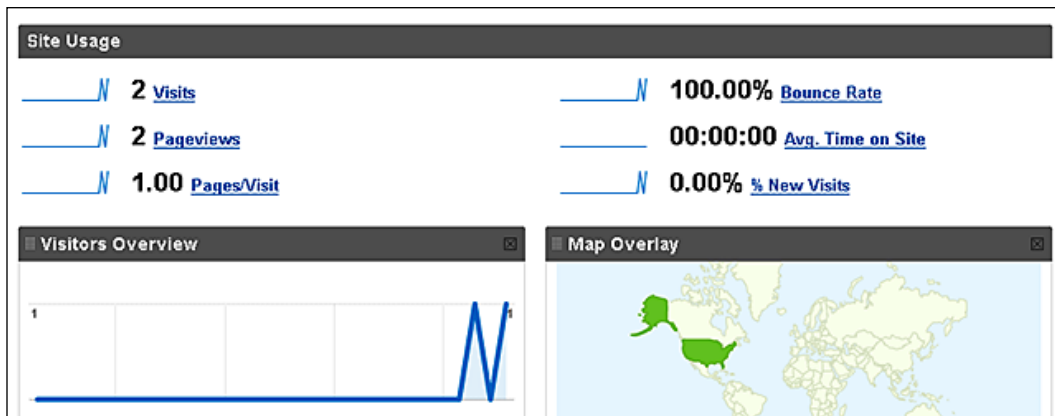 Site Usage
2 Visits
100.00% Bounce Rate
2 Pageviews
00:00:00 Avg. Time on Site
1.00 Pages/Visit
0.00% % New Visits
Visitors Overview
Map Overlay
1
1